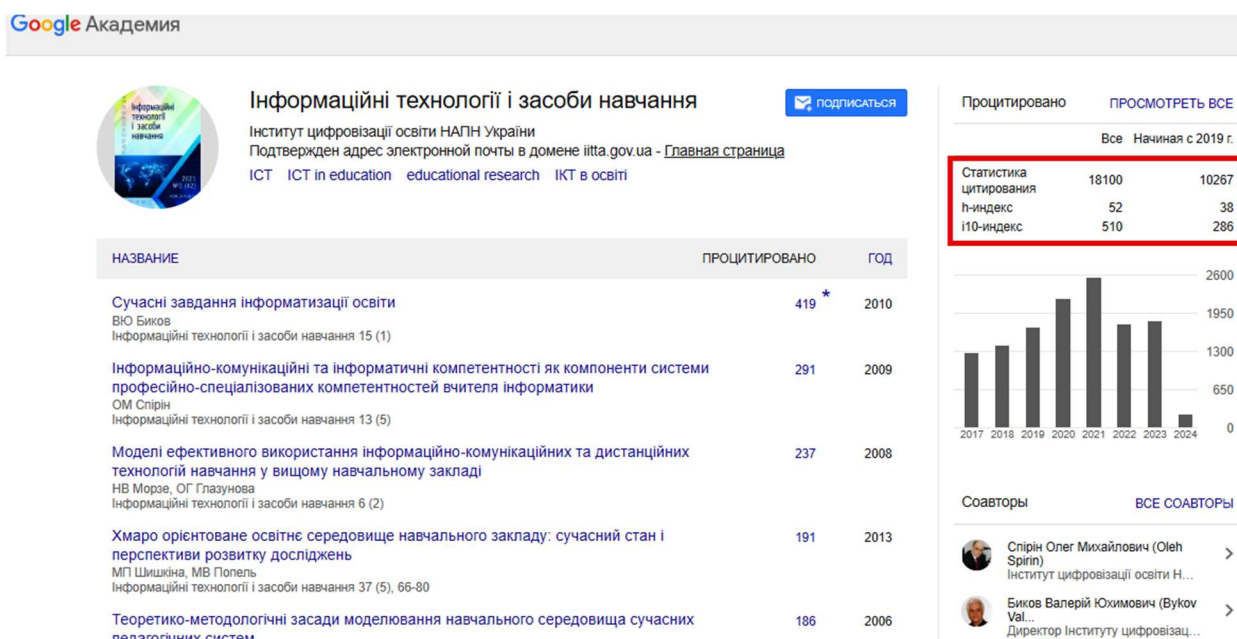 Google Академия
Інформаційні технології і засоби навчання
2021
№2 (82)
Інформаційні технології і засоби навчання
ПОДПИСАТЬСЯ
Інститут цифровізації освіти НАПН України
Подтвержден адрес электронной почты в домене iitta.gov.ua - Главная страница
ICT ICT in education educational research ІКТ в освіті
НАЗВАНИЕ ПРОЦИТИРОВАНО ГОД
Сучасні завдання інформатизації освіти 419 * 2010
ВЮ Биков
Інформаційні технології і засоби навчання 15 (1)
Інформаційно-комунікаційні та інформатичні компетентності як компоненти системи 291 2009
професійно-спеціалізованих компетентностей вчителя інформатики
ОМ Спірін
Інформаційні технології і засоби навчання 13 (5)
Моделі ефективного використання інформаційно-комунікаційних та дистанційних 237 2008
технологій навчання у вищому навчальному закладі
НВ Морзе, ОГ Глазунова
Інформаційні технології і засоби навчання 6 (2)
Хмаро орієнтоване освітнє середовище навчального закладу: сучасний стан і 191 2013
перспективи розвитку досліджень
МП Шишкіна, МВ Попель
Інформаційні технології і засоби навчання 37 (5), 66-80
Теоретико-методологічні засади моделювання навчального середовища сучасних 186 2006
педагогічних систем
Процитировано ПРОСМОТРЕТЬ ВСЕ
Все Начиная с 2019 г.
Статистика
цитирования 18100 10267
h-индекс 52 38
i10-индекс 510 286
2600
1950
1300
650
0
2017 2018 2019 2020 2021 2022 2023 2024
Соавторы ВСЕ СОАВТОРЫ
Спірін Олег Михайлович (Oleh
Spirin)
Інститут цифровізації освіти Н...
Биков Валерій Юхимович (Bykov
Val...
Директор Інституту цифровізац...